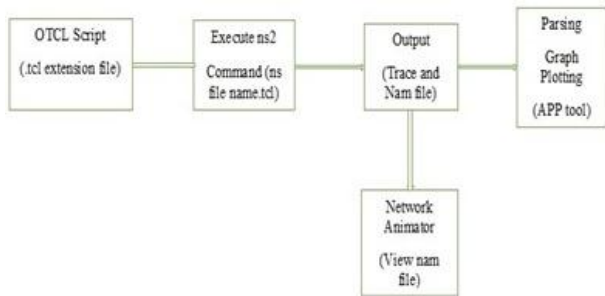 OTCL Script
(.tcl extension file)
Execute ns2
Command (ns
file name.tcl)
Output
(Trace and
Nam file)
Parsing
Graph
Plotting
(APP tool)
Network
Animator
(View nam
file)